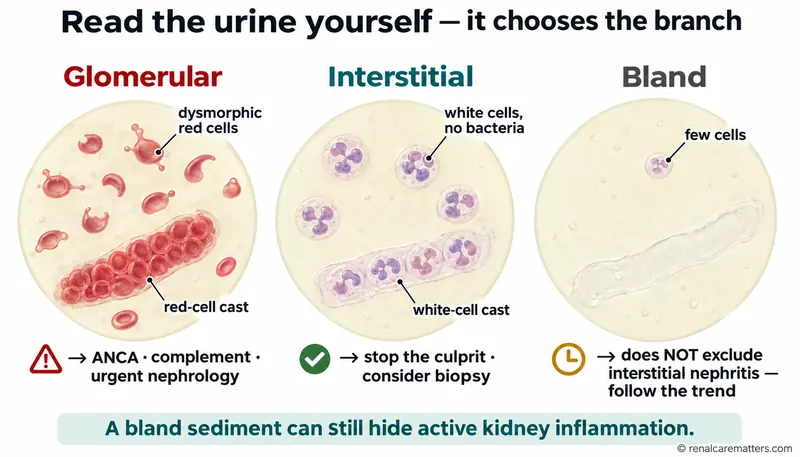 Read the urine yourself — it chooses the branch
Glomerular
dysmorphic
red cells
red-cell cast
→ ANCA · complement ·
urgent nephrology
Interstitial
white cells,
no bacteria
white-cell cast
→ stop the culprit ·
consider biopsy
Bland
few cells
→ does NOT exclude
interstitial nephritis —
follow the trend
A bland sediment can still hide active kidney inflammation.
© renalcarematters.com